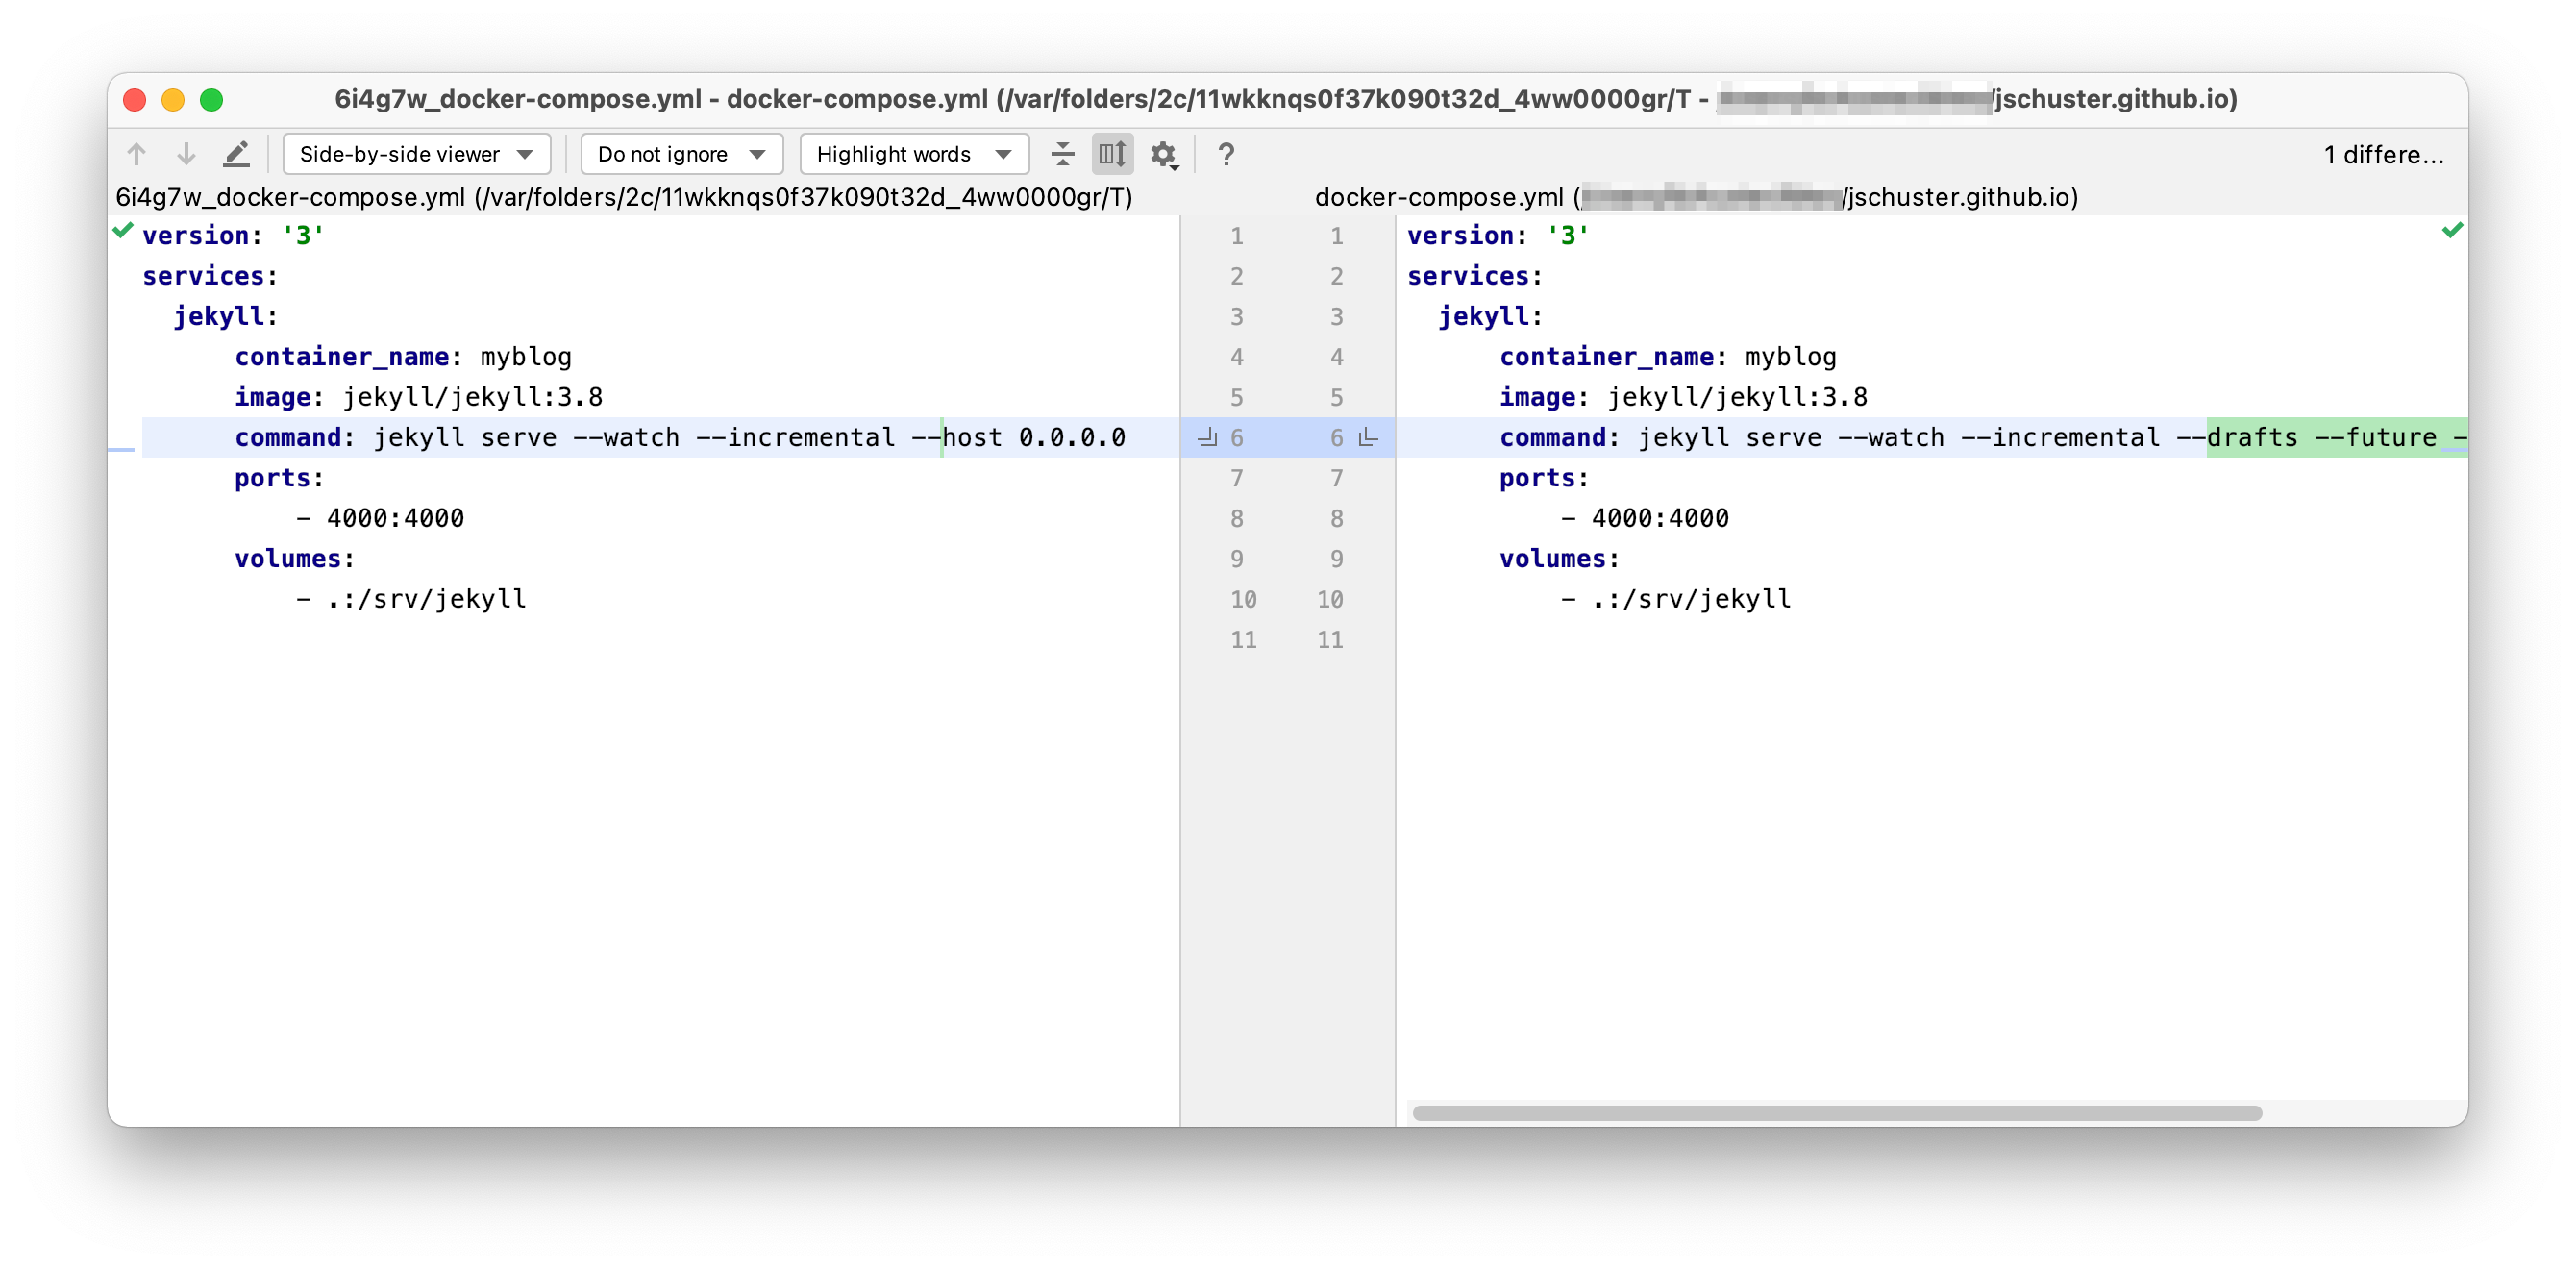 6i4g7w_docker-compose.yml - docker-compose.yml (/var/folders/2c/11wkknqs0f37k090t32d_4ww0000gr/T - /jschuster.github.io)
Side-by-side viewer Do not ignore Highlight words ? 1 differe...
6i4g7w_docker-compose.yml (/var/folders/2c/11wkknqs0f37k090t32d_4ww0000gr/T) docker-compose.yml ( /jschuster.github.io)
version: '3' 1 1 version: '3'
services: 2 2 services:
jekyll: 3 3 jekyll:
container_name: myblog 4 4 container_name: myblog
image: jekyll/jekyll:3.8 5 5 image: jekyll/jekyll:3.8
command: jekyll serve --watch --incremental --host 0.0.0.0 6 6 command: jekyll serve --watch --incremental --drafts --future -
ports: 7 7 ports:
- 4000:4000 8 8 - 4000:4000
volumes: 9 9 volumes:
- .:/srv/jekyll 10 10 - .:/srv/jekyll
11 11